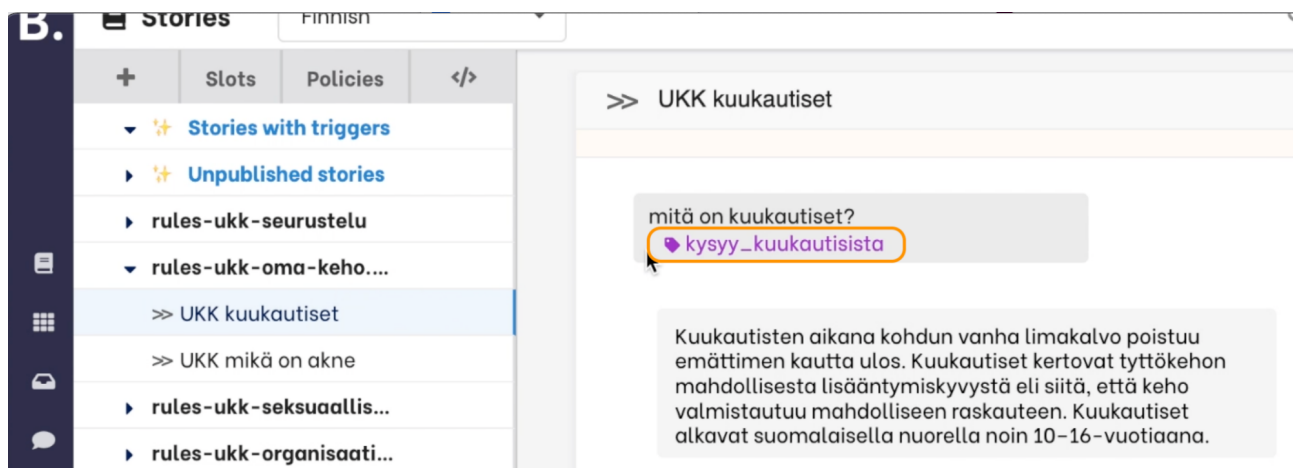 B.
Stories
Finnish
+
Slots
Policies
</>
Stories with triggers
Unpublished stories
rules-ukk-seurustelu
rules-ukk-oma-keho....
>> UKK kuukautiset
>> UKK mikä on akne
rules-ukk-seksuaallis...
rules-ukk-organisaati...
>> UKK kuukautiset
mitä on kuukautiset?
kysyy_kuukautisista
Kuukautisten aikana kohdun vanha limakalvo poistuu
emättimen kautta ulos. Kuukautiset kertovat tyttökehon
mahdollisesta lisääntymiskyvystä eli siitä, että keho
valmistautuu mahdolliseen raskauteen. Kuukautiset
alkavat suomalaisella nuorella noin 10-16-vuotiaana.